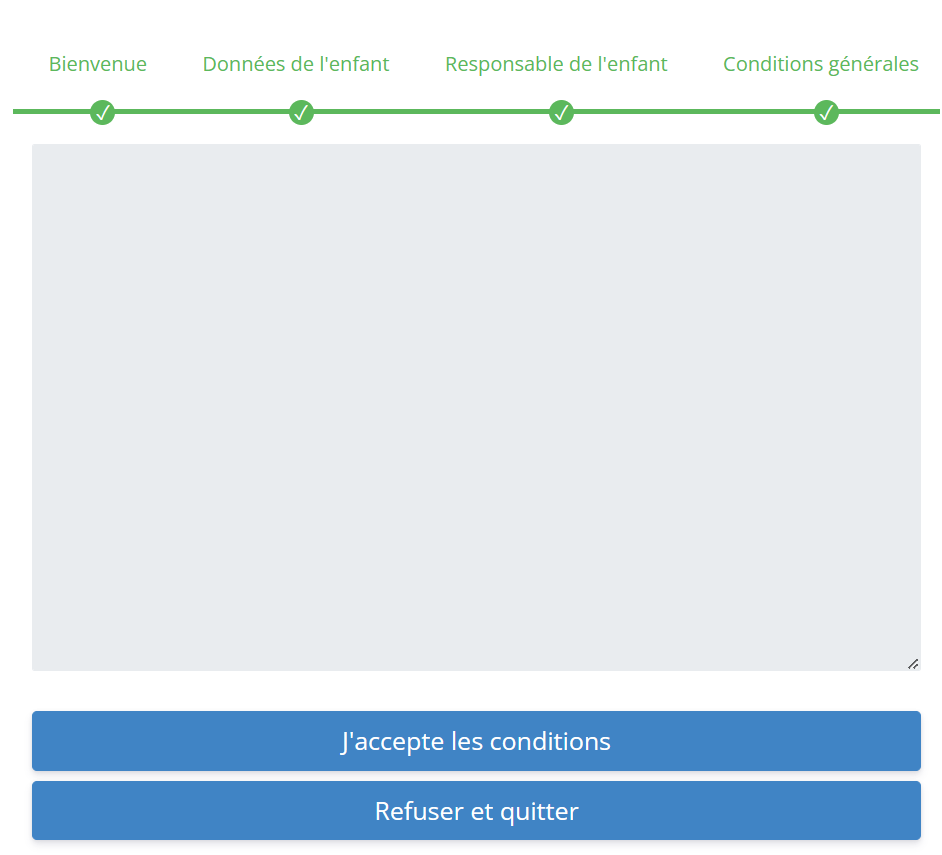 Bienvenue Données de l'enfant Responsable de l'enfant Conditions générales
J'accepte les conditions
Refuser et quitter